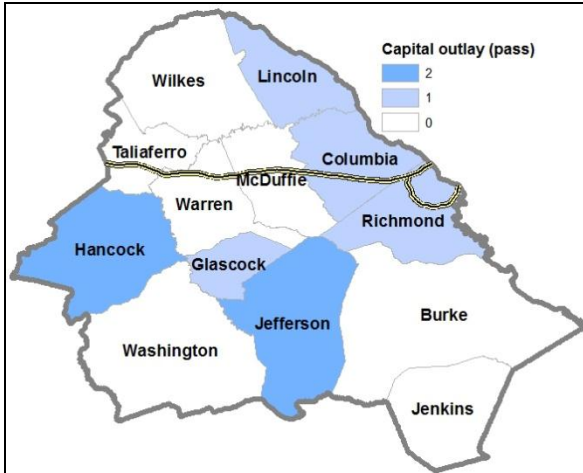 Capital outlay (pass)
2
1
0
Wilkes
Lincoln
Taliaferro
Columbia
McDuffie
Warren
Richmond
Hancock
Glascock
Jefferson
Burke
Washington
Jenkins